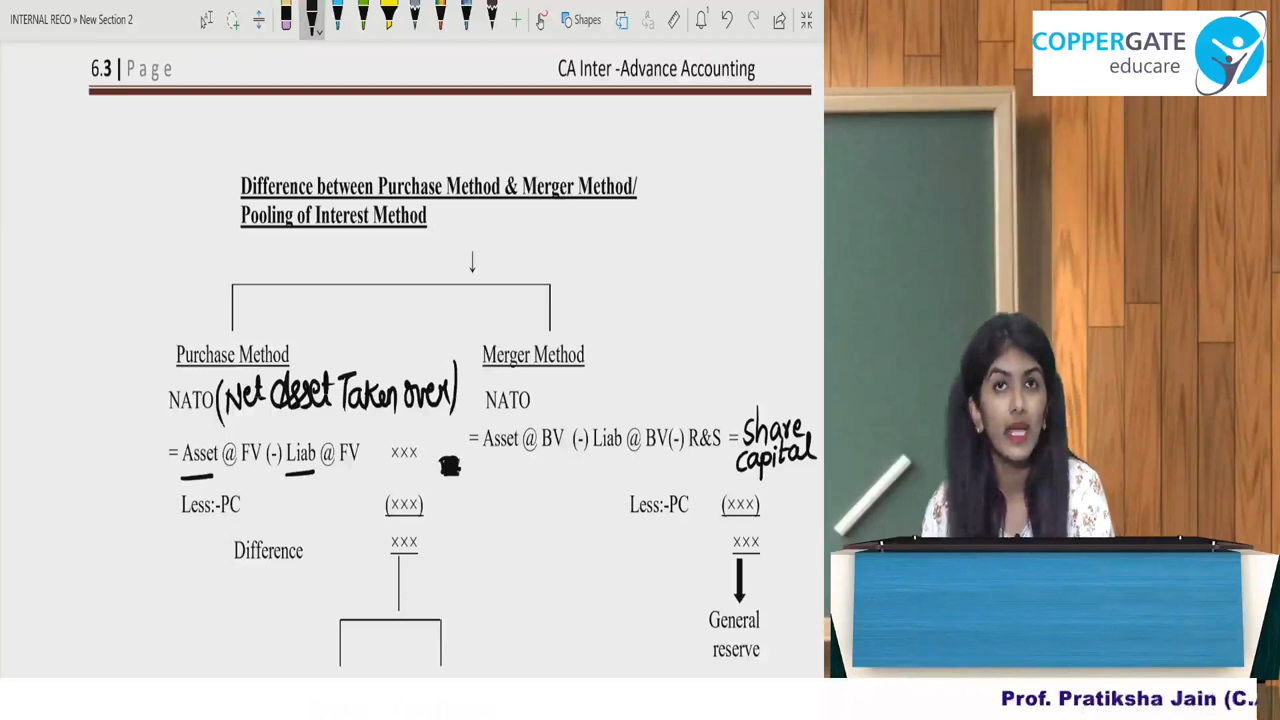 INTERNAL RECO » New Section 2
Shapes
COPPERGATE
educare
6.3 | Page
CA Inter -Advance Accounting
Difference between Purchase Method & Merger Method/
Pooling of Interest Method
Purchase Method
NATO (Net Asset Taken over)
= Asset @ FV (-) Liab @ FV xxx
Less:-PC (xxx)
Difference xxx
Merger Method
NATO
= Asset @ BV (-) Liab @ BV(-) R&S = share
capital
Less:-PC (xxx)
xxx
General
reserve
Prof. Pratiksha Jain (C.